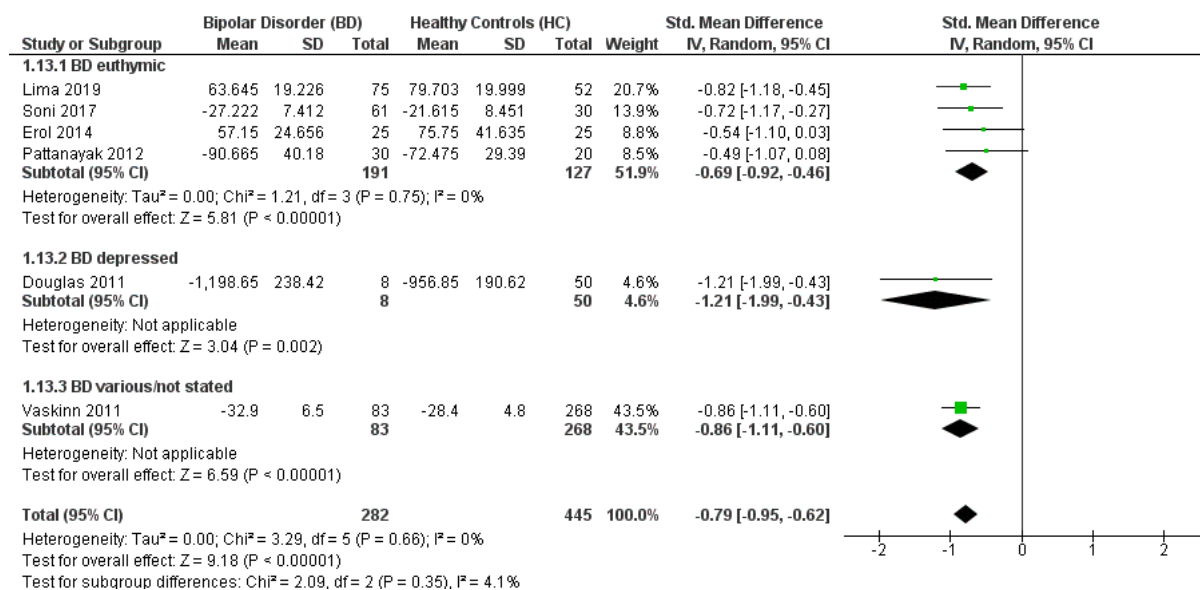 Bipolar Disorder (BD) Healthy Controls (HC) Std. Mean Difference Std. Mean Difference
Study or Subgroup Mean SD Total Mean SD Total Weight IV, Random, 95% CI IV, Random, 95% CI
1.13.1 BD euthymic
Lima 2019 63.645 19.226 75 79.703 19.999 52 20.7% -0.82 [-1.18, -0.45]
Soni 2017 -27.222 7.412 61 -21.615 8.451 30 13.9% -0.72 [-1.17, -0.27]
Erol 2014 57.15 24.656 25 75.75 41.635 25 8.8% -0.54 [-1.10, 0.03]
Pattanayak 2012 -90.665 40.18 30 -72.475 29.39 20 8.5% -0.49 [-1.07, 0.08]
Subtotal (95% CI) 191 127 51.9% -0.69 [-0.92, -0.46]
Heterogeneity: Tau² = 0.00; Chi² = 1.21, df = 3 (P = 0.75); I² = 0%
Test for overall effect: Z = 5.81 (P < 0.00001)
1.13.2 BD depressed
Douglas 2011 -1,198.65 238.42 8 -956.85 190.62 50 4.6% -1.21 [-1.99, -0.43]
Subtotal (95% CI) 8 50 4.6% -1.21 [-1.99, -0.43]
Heterogeneity: Not applicable
Test for overall effect: Z = 3.04 (P = 0.002)
1.13.3 BD various/not stated
Vaskinn 2011 -32.9 6.5 83 -28.4 4.8 268 43.5% -0.86 [-1.11, -0.60]
Subtotal (95% CI) 83 268 43.5% -0.86 [-1.11, -0.60]
Heterogeneity: Not applicable
Test for overall effect: Z = 6.59 (P < 0.00001)
Total (95% CI) 282 445 100.0% -0.79 [-0.95, -0.62]
Heterogeneity: Tau² = 0.00; Chi² = 3.29, df = 5 (P = 0.66); I² = 0%
-2 -1 0 1 2
Test for overall effect: Z = 9.18 (P < 0.00001)
Test for subgroup differences: Chi² = 2.09, df = 2 (P = 0.35), I² = 4.1%